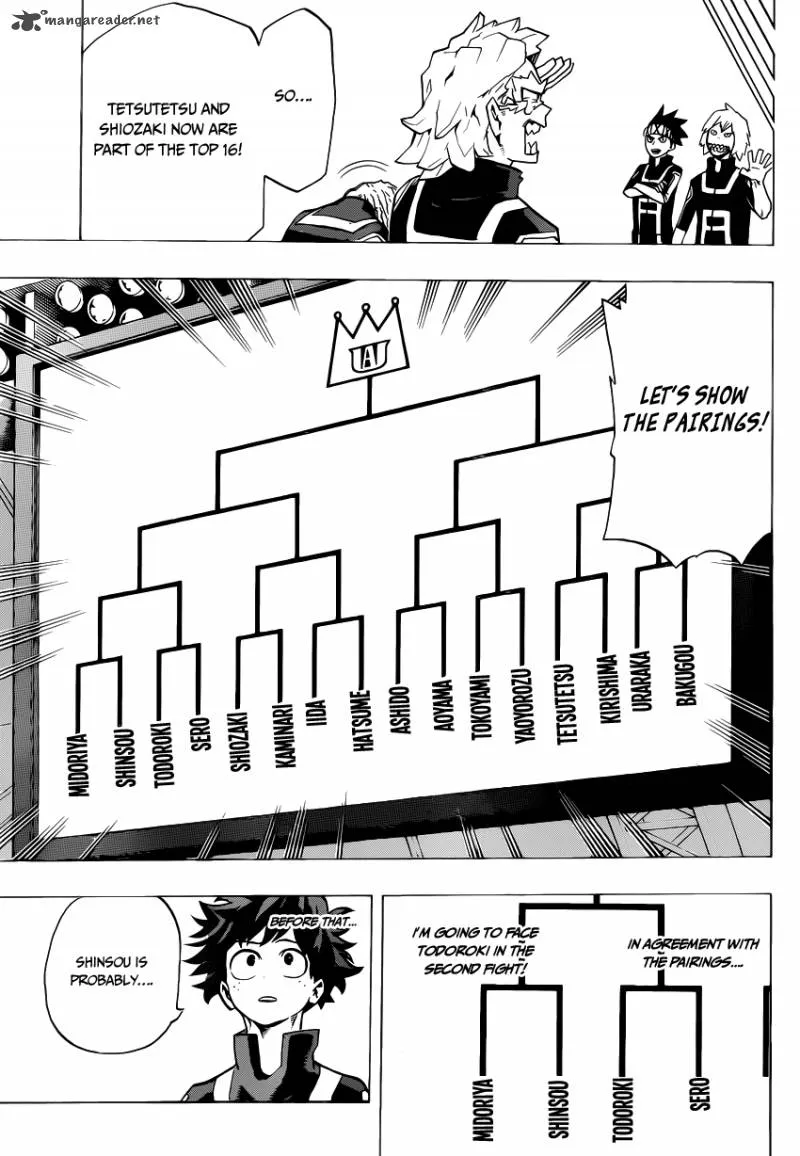 mangareader.net
SO....
TETSUTETSU AND
SHIOZAKI NOW ARE
PART OF THE TOP 16!
LET'S SHOW
THE PAIRINGS!
UA
MIDORIYA
SHINSOU
TODOROKI
SERO
SHIOZAKI
KAMINARI
IIDA
HATSUME
ASHIDO
AOYAMA
TOKOYAMI
YAOYOROZU
TETSUTETSU
KIRISHIMA
URARAKA
BAKUGOU
IN AGREEMENT WITH
THE PAIRINGS....
I'M GOING TO FACE
TODOROKI IN THE
SECOND FIGHT!
MIDORIYA
SHINSOU
TODOROKI
SERO
BEFORE THAT...
SHINSOU IS
PROBABLY....